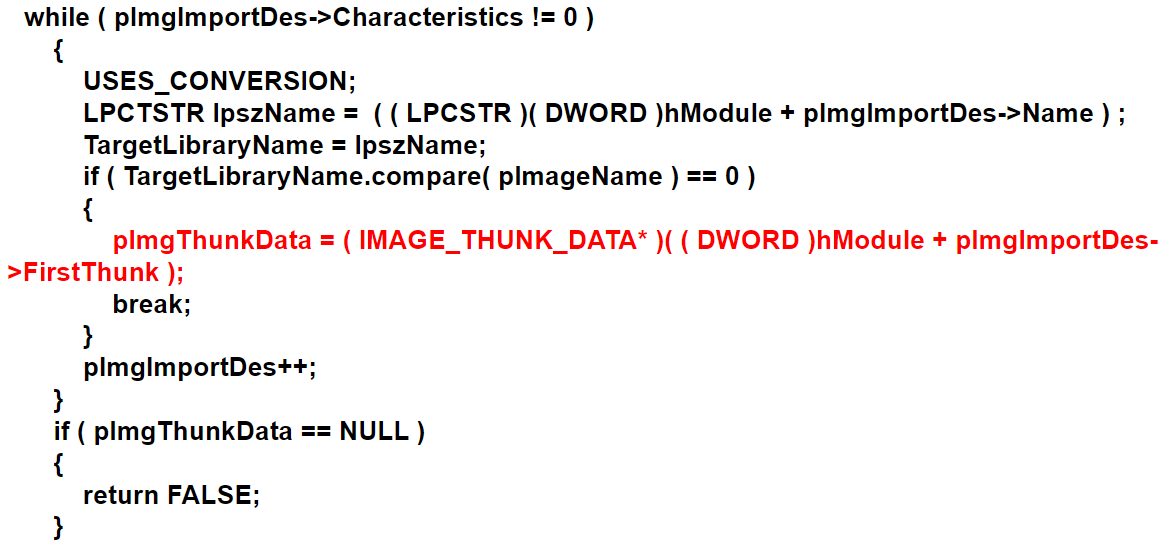 while ( pImgImportDes->Characteristics != 0 )
{
USES_CONVERSION;
LPCTSTR lpszName =  ( ( LPCSTR )( DWORD )hModule + pImgImportDes->Name ) ;
TargetLibraryName = lpszName;
if ( TargetLibraryName.compare( pImageName ) == 0 )
{
pImgThunkData = ( IMAGE_THUNK_DATA* )( ( DWORD )hModule + pImgImportDes-
>FirstThunk );
break;
}
pImgImportDes++;
}
if ( pImgThunkData == NULL )
{
return FALSE;
}